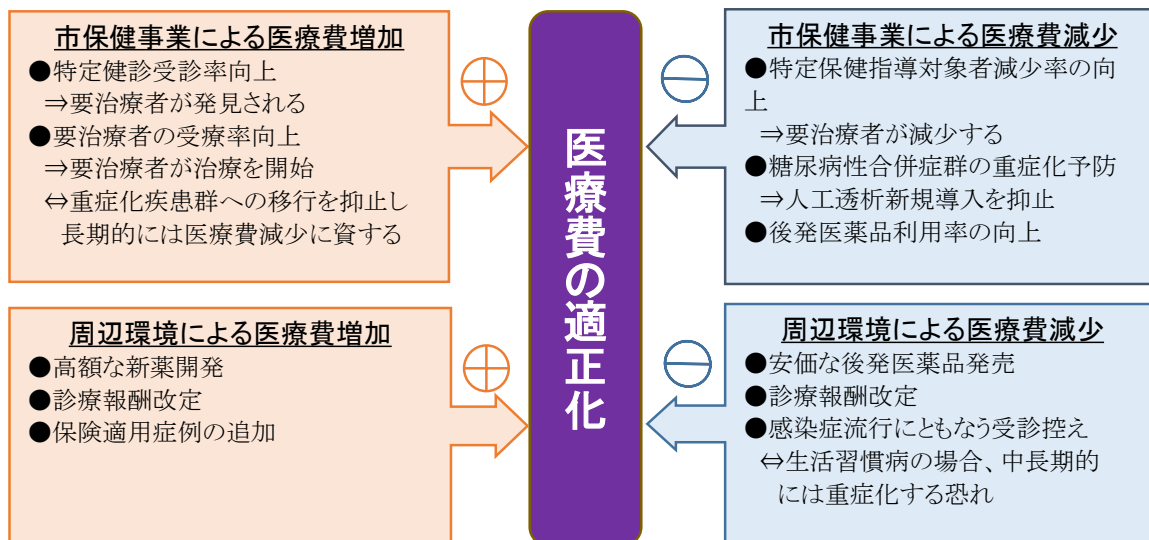 市保健事業による医療費増加
●特定健診受診率向上
⇒要治療者が発見される
●要治療者の受療率向上
⇒要治療者が治療を開始
⇔重症化疾患群への移行を抑止し
長期的には医療費減少に資する
周辺環境による医療費増加
●高額な新薬開発
●診療報酬改定
●保険適用症例の追加
医療費の適正化
市保健事業による医療費減少
●特定保健指導対象者減少率の向
上
⇒要治療者が減少する
●糖尿病性合併症群の重症化予防
⇒人工透析新規導入を抑止
●後発医薬品利用率の向上
周辺環境による医療費減少
●安価な後発医薬品発売
●診療報酬改定
●感染症流行にともなう受診控え
⇔生活習慣病の場合、中長期的
には重症化する恐れ